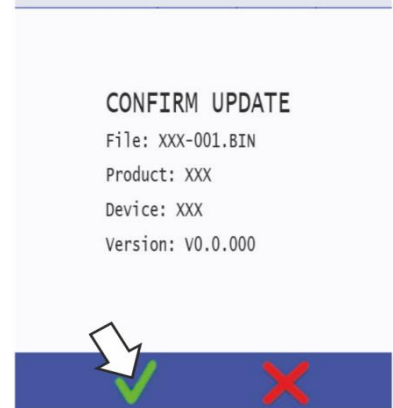 CONFIRM UPDATE
File: XXX-001.BIN
Product: XXX
Device: XXX
Version: V0.0.000